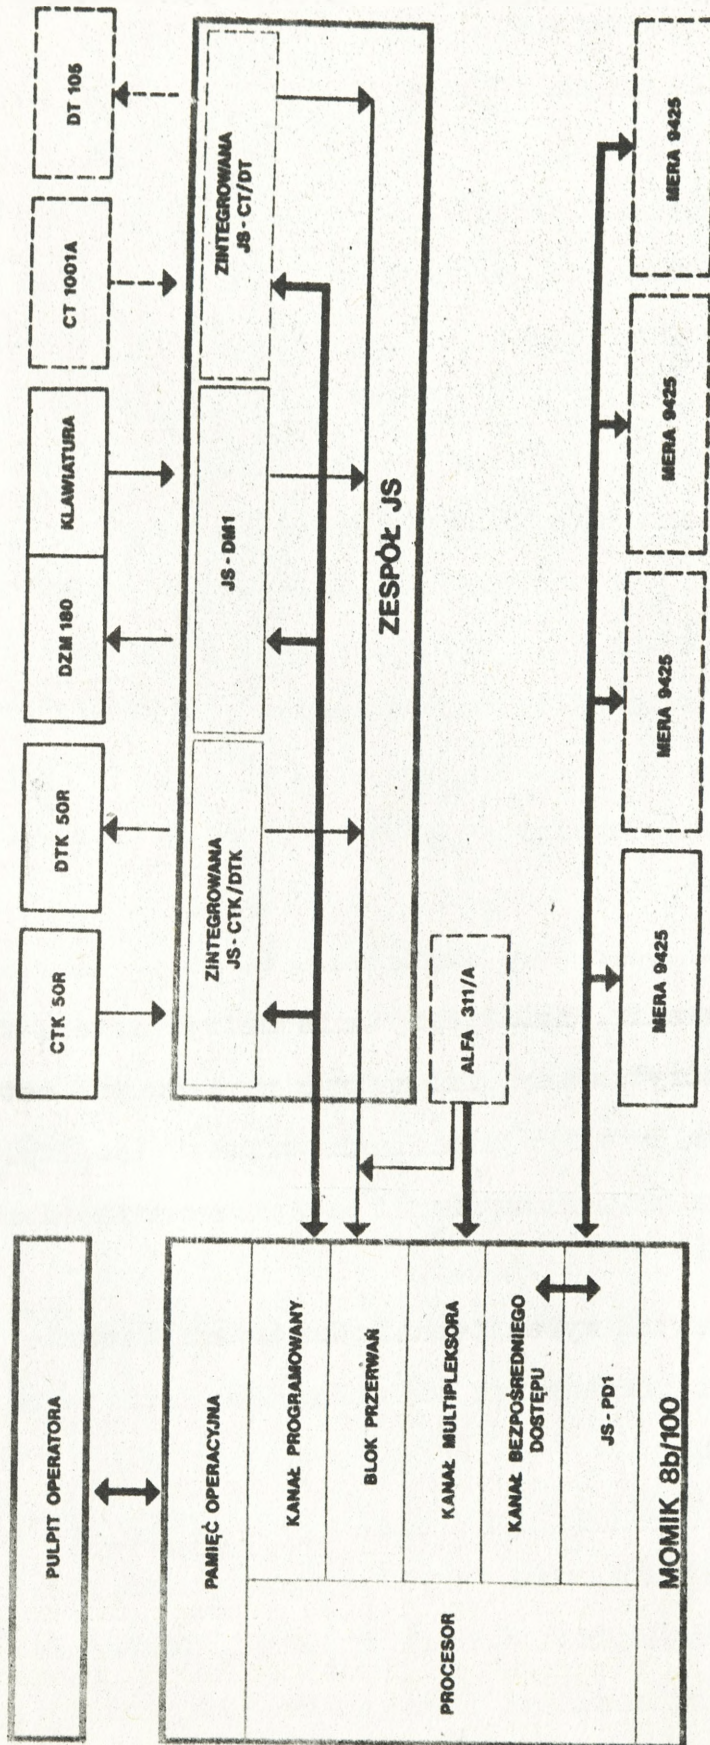 PULPIT OPERATORA
PAMIĘĆ OPERACYJNA
PROCESOR
KANAŁ PROGRAMOWANY
BLOK PRZERWAŃ
KANAŁ MULTIPLEKSORA
KANAŁ BEZPOŚREDNIEGO
DOSTĘPU
JS-PD1
MOMIK 8b/100
CTK 50R
DTK 50R
DZM 180
KLAWIATURA
CT 1001A
DT 105
ZINTEGROWANA
JS-CTK/DTK
JS-DM1
ZINTEGROWANA
JS-CT/DT
ZESPÓŁ JS
ALFA 311/A
MERA 9425
MERA 9425
MERA 9425
MERA 9425